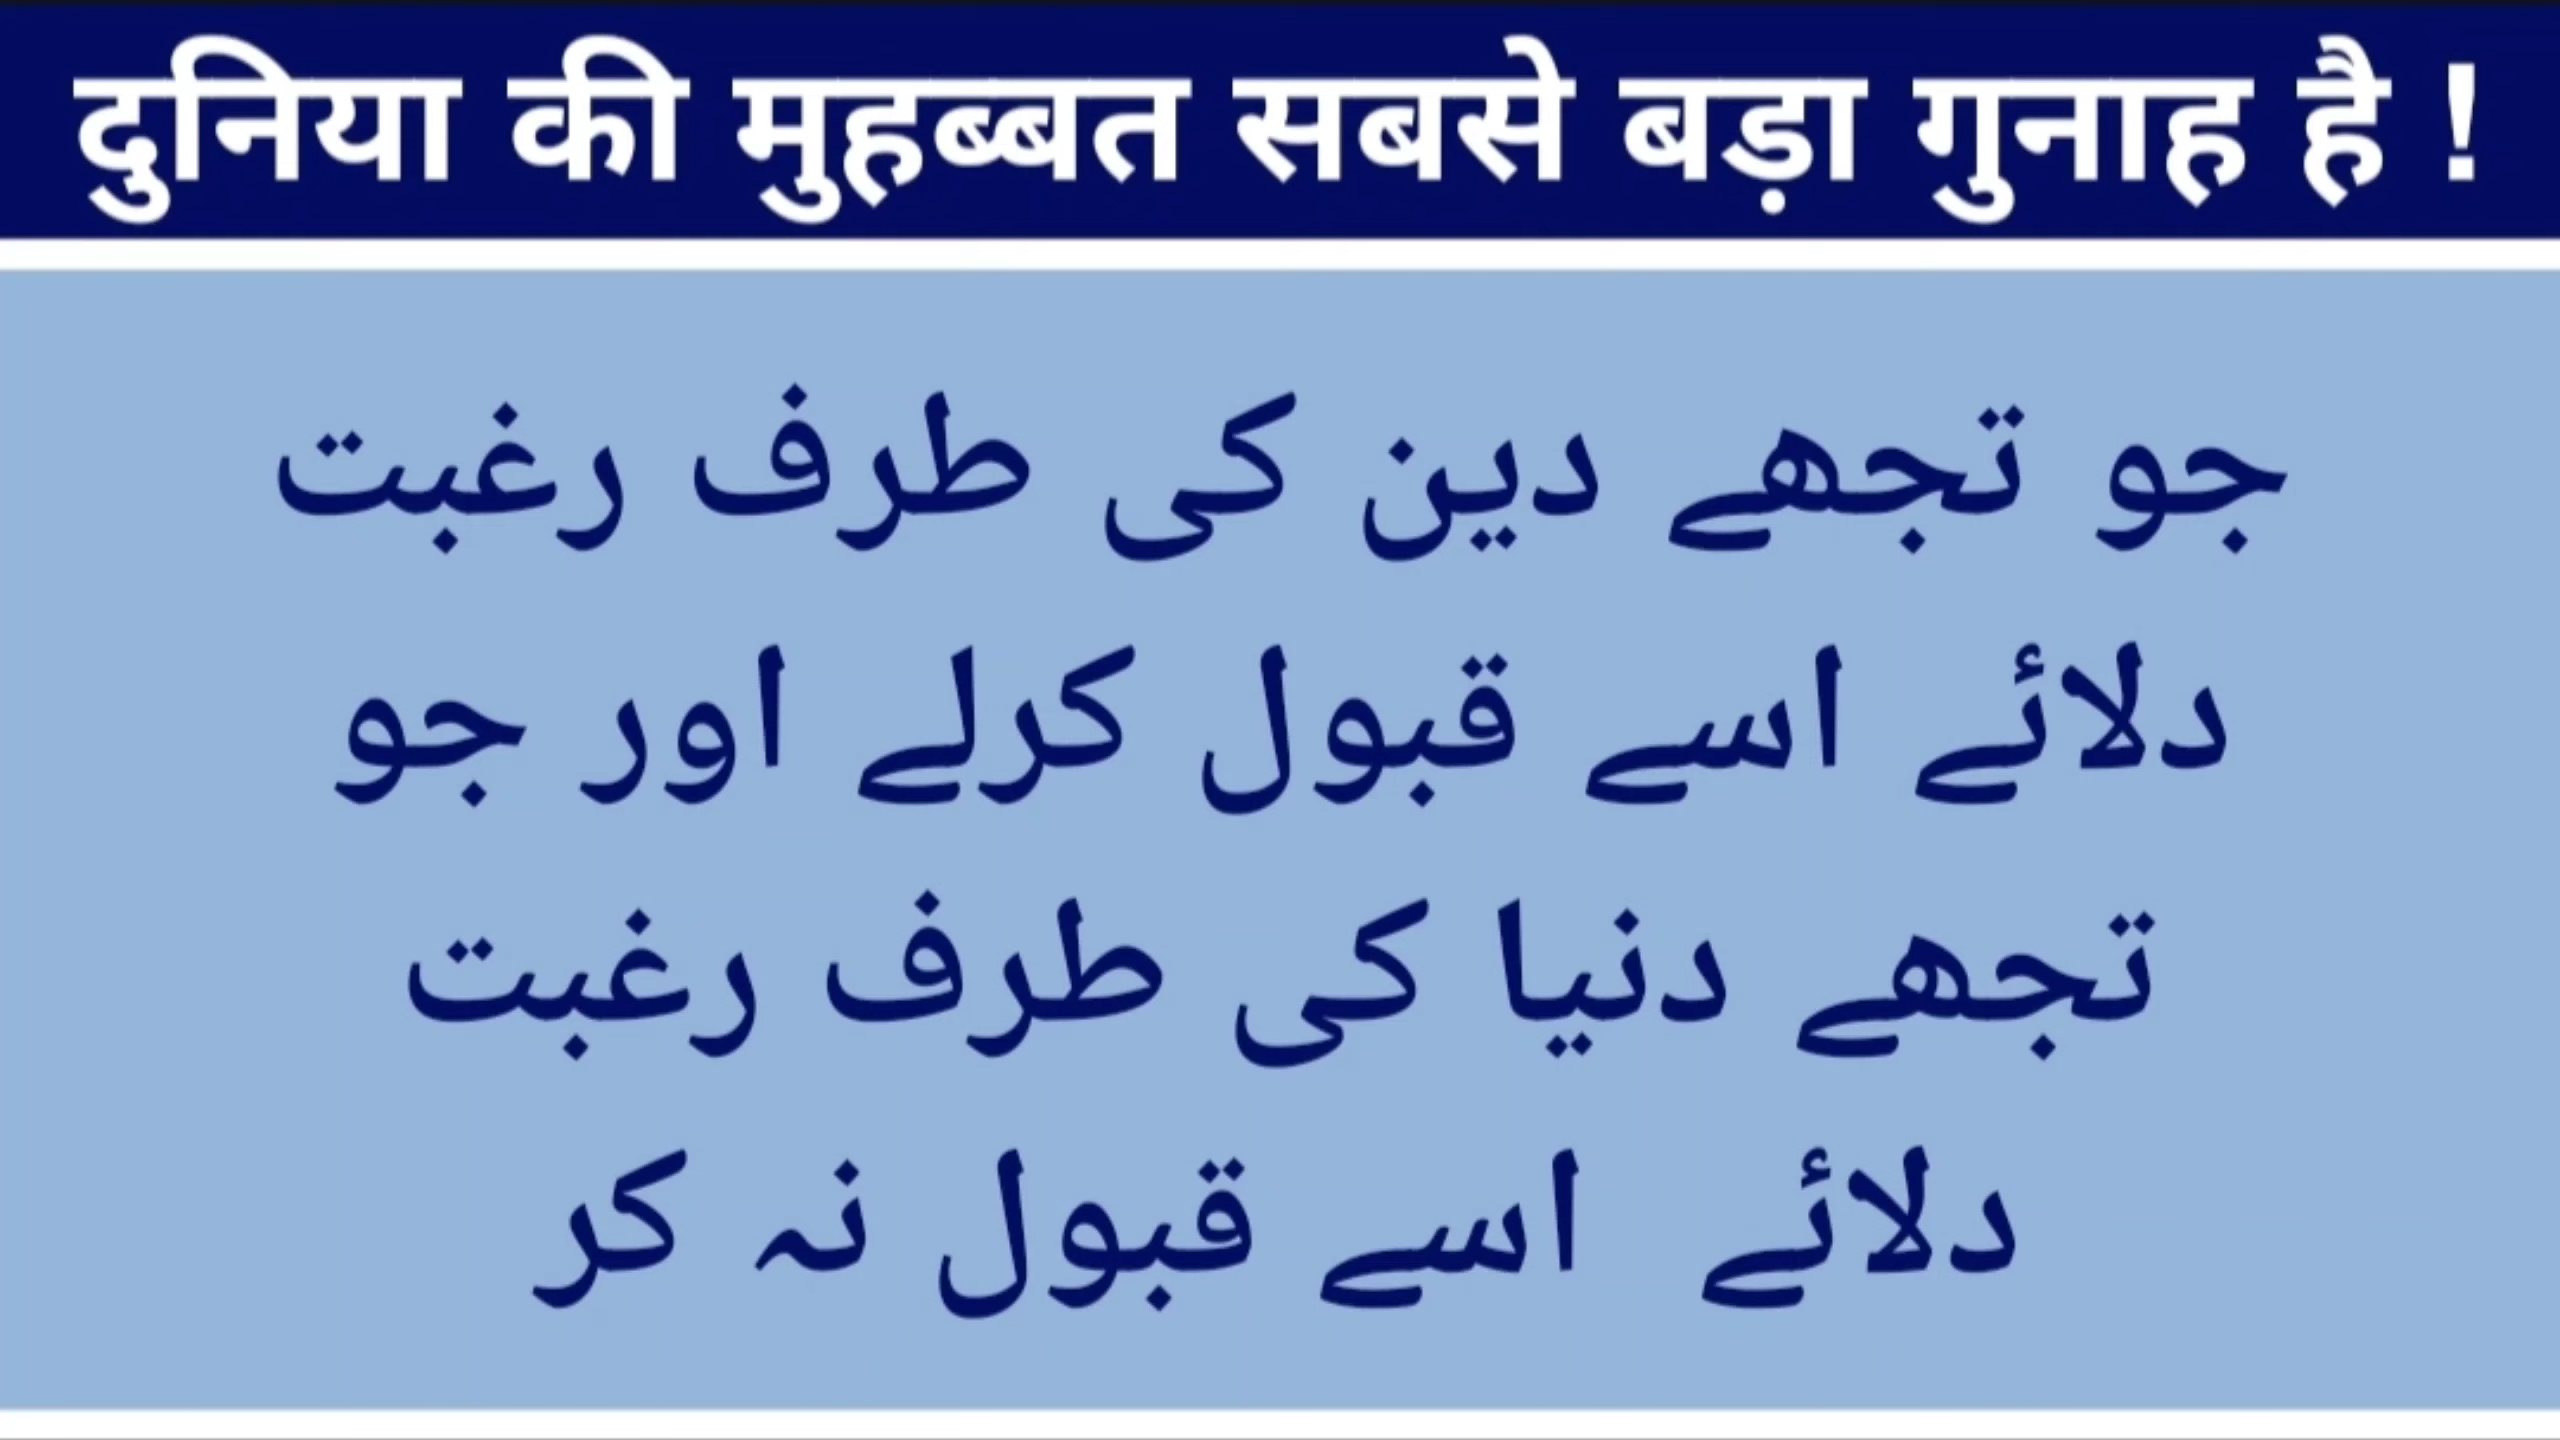 दुनिया की मुहब्बत सबसे बड़ा गुनाह है !
جو تجھے دین کی طرف رغبت
دلائے اسے قبول کرلے اور جو
تجھے دنیا کی طرف رغبت
دلائے اسے قبول نہ کر